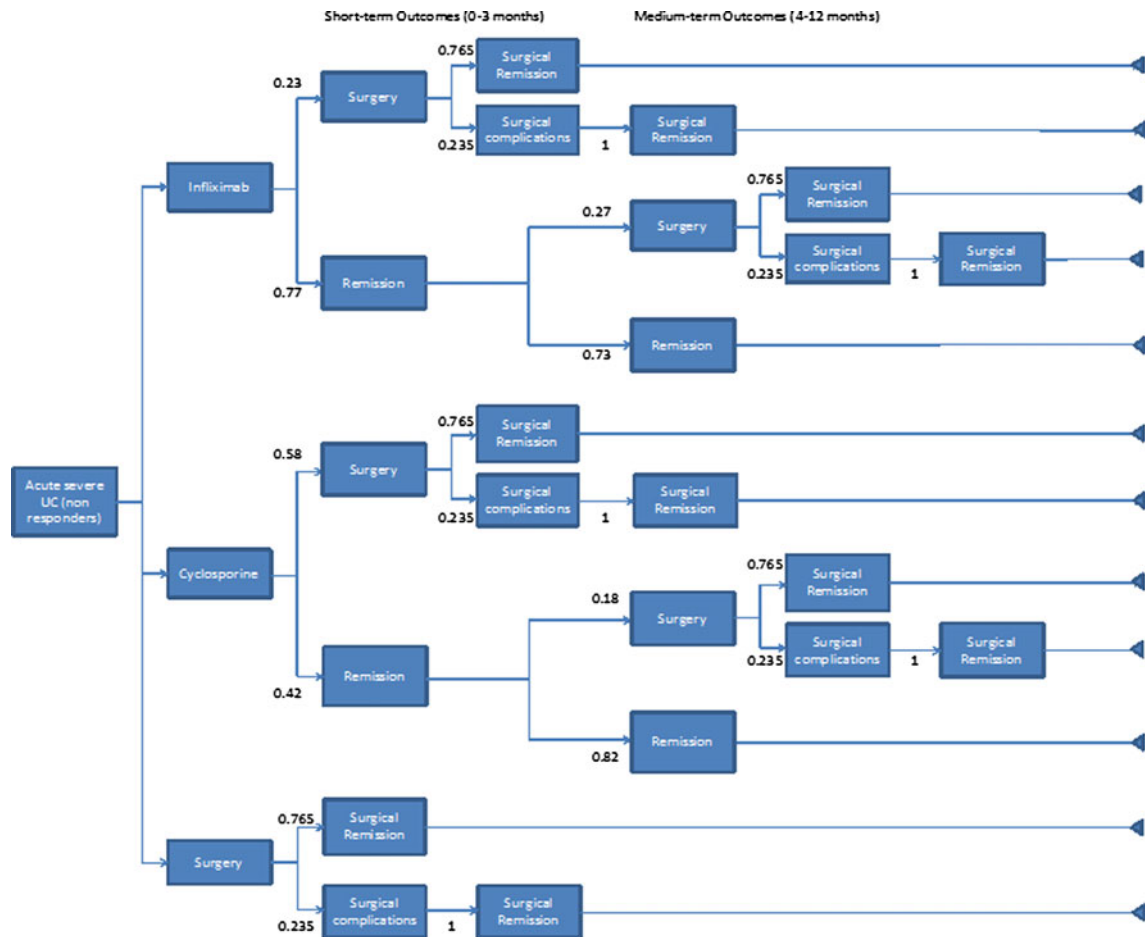 Short-term Outcomes (0-3 months)
Medium-term Outcomes (4-12 months)
0.765
Surgical
Remission
0.23
Surgery
Surgical
complications
0.235
1
Surgical
Remission
Infliximab
0.765
Surgical
Remission
0.27
Surgery
Surgical
complications
0.235
1
Surgical
Remission
Remission
0.77
Remission
0.73
0.765
Surgical
Remission
0.58
Surgery
Surgical
complications
0.235
1
Surgical
Remission
Acute severe
UC (non
responders)
Cyclosporine
0.765
Surgical
Remission
0.18
Surgery
Surgical
complications
0.235
1
Surgical
Remission
Remission
0.42
Remission
0.82
0.765
Surgical
Remission
Surgery
Surgical
complications
0.235
1
Surgical
Remission